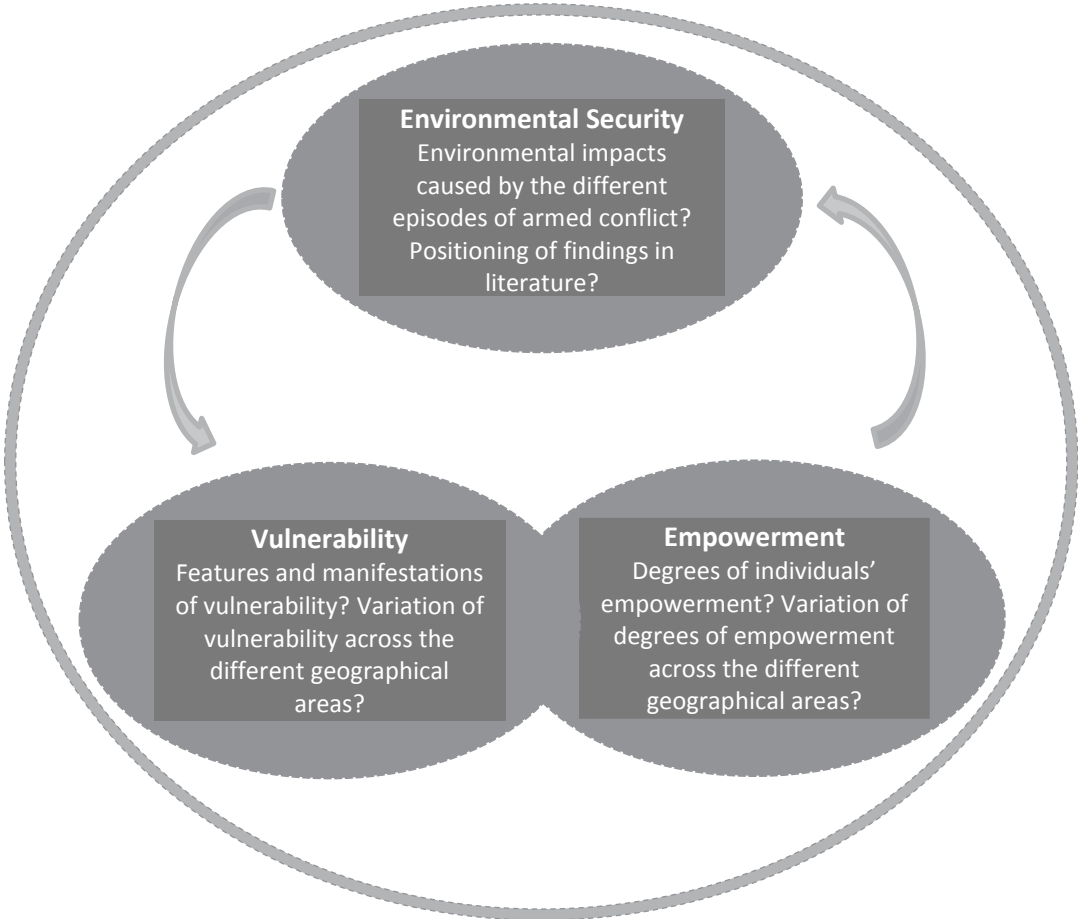 Environmental Security
Environmental impacts
caused by the different
episodes of armed conflict?
Positioning of findings in
literature?
Vulnerability
Features and manifestations
of vulnerability? Variation of
vulnerability across the
different geographical
areas?
Empowerment
Degrees of individuals’
empowerment? Variation of
degrees of empowerment
across the different
geographical areas?